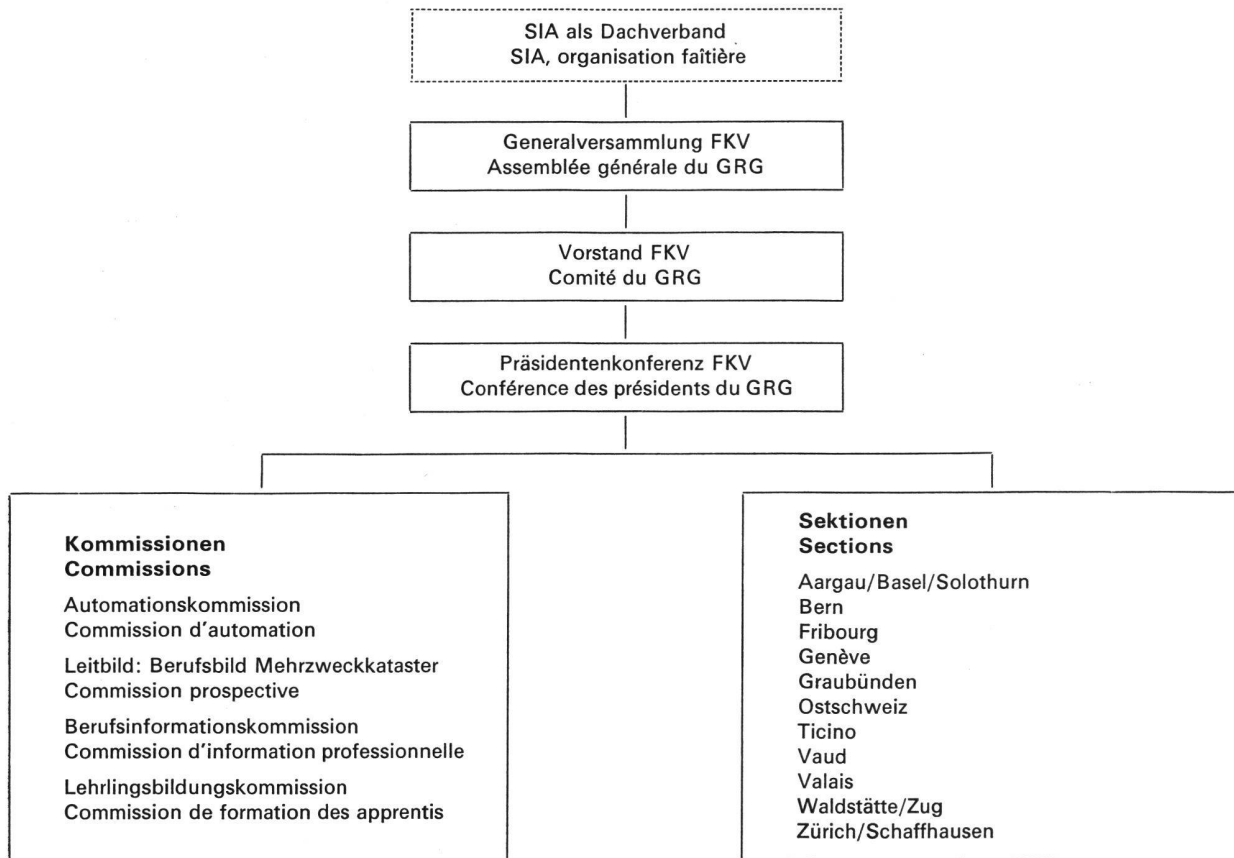 SIA als Dachverband
SIA, organisation faîtière
Generalversammlung FKV
Assemblée générale du GRG
Vorstand FKV
Comité du GRG
Präsidentenkonferenz FKV
Conférence des présidents du GRG
Kommissionen
Commissions
Automationskommission
Commission d'automation
Leitbild: Berufsbild Mehrzweckkataster
Commission prospective
Berufsinformationskommission
Commission d'information professionnelle
Lehrlingsbildungskommission
Commission de formation des apprentis
Sektionen
Sections
Aargau/Basel/Solothurn
Bern
Fribourg
Genève
Graubünden
Ostschweiz
Ticino
Vaud
Valais
Waldstätte/Zug
Zürich/Schaffhausen